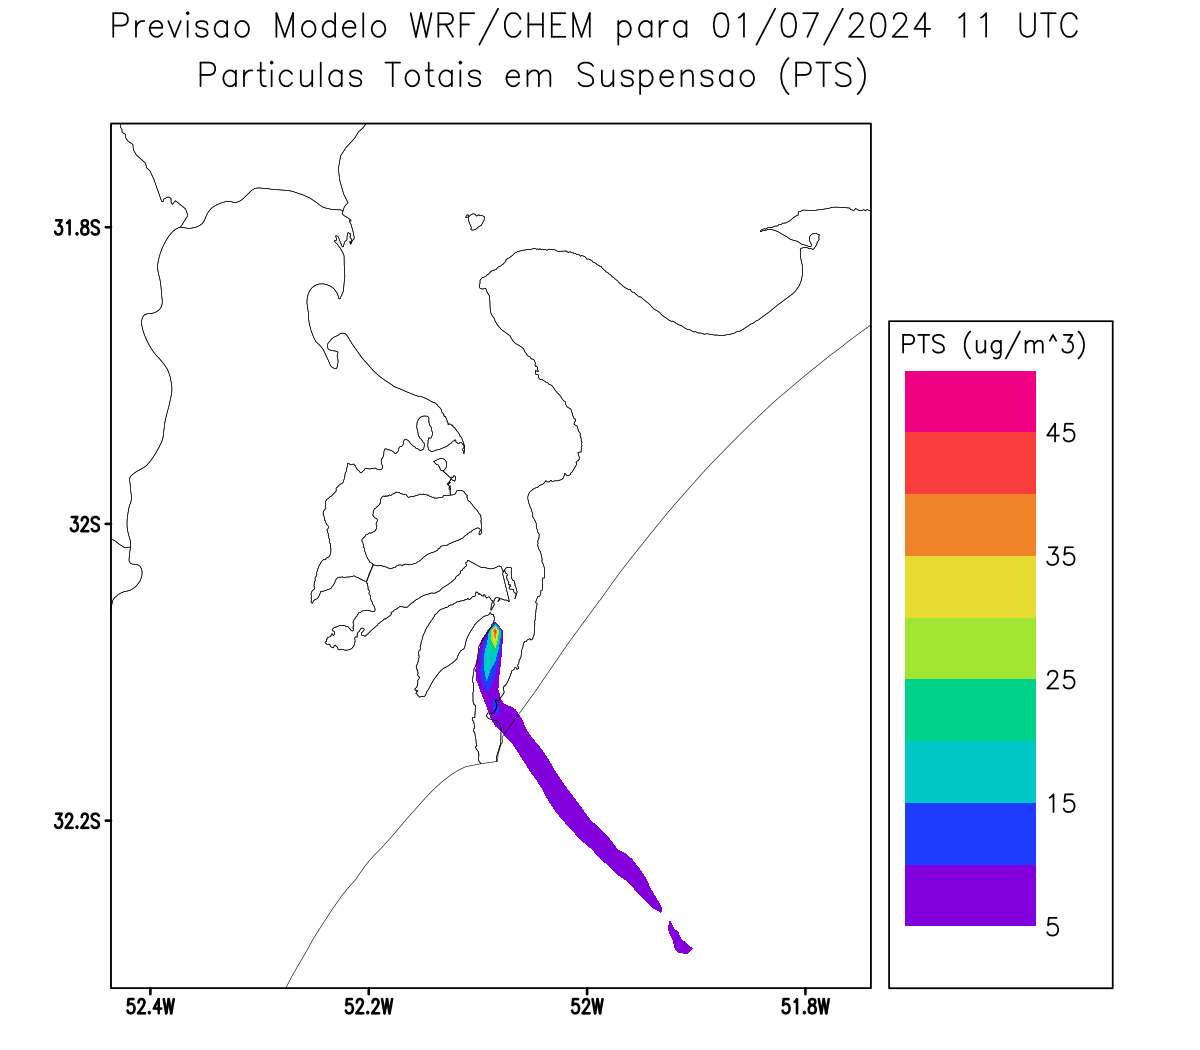 Previsao Modelo WRF/CHEM para 01/07/2024 11 UTC
Particulas Totais em Suspensao (PTS)
31.8S
32S
32.2S
52.4W
52.2W
52W
51.8W
PTS (ug/m^3)
45
35
25
15
5